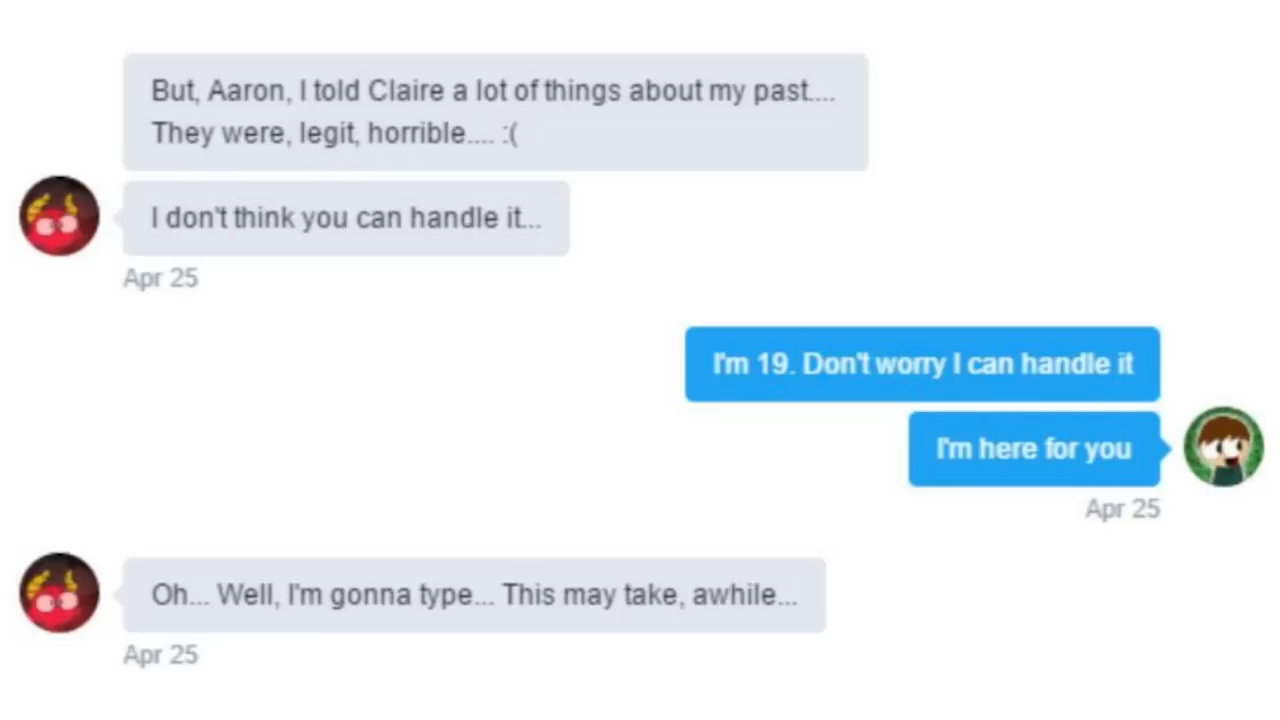 But, Aaron, I told Claire a lot of things about my past....
They were, legit, horrible.... :(
I don't think you can handle it...
Apr 25
I'm 19. Don't worry I can handle it
I'm here for you
Apr 25
Oh... Well, I'm gonna type... This may take, awhile...
Apr 25